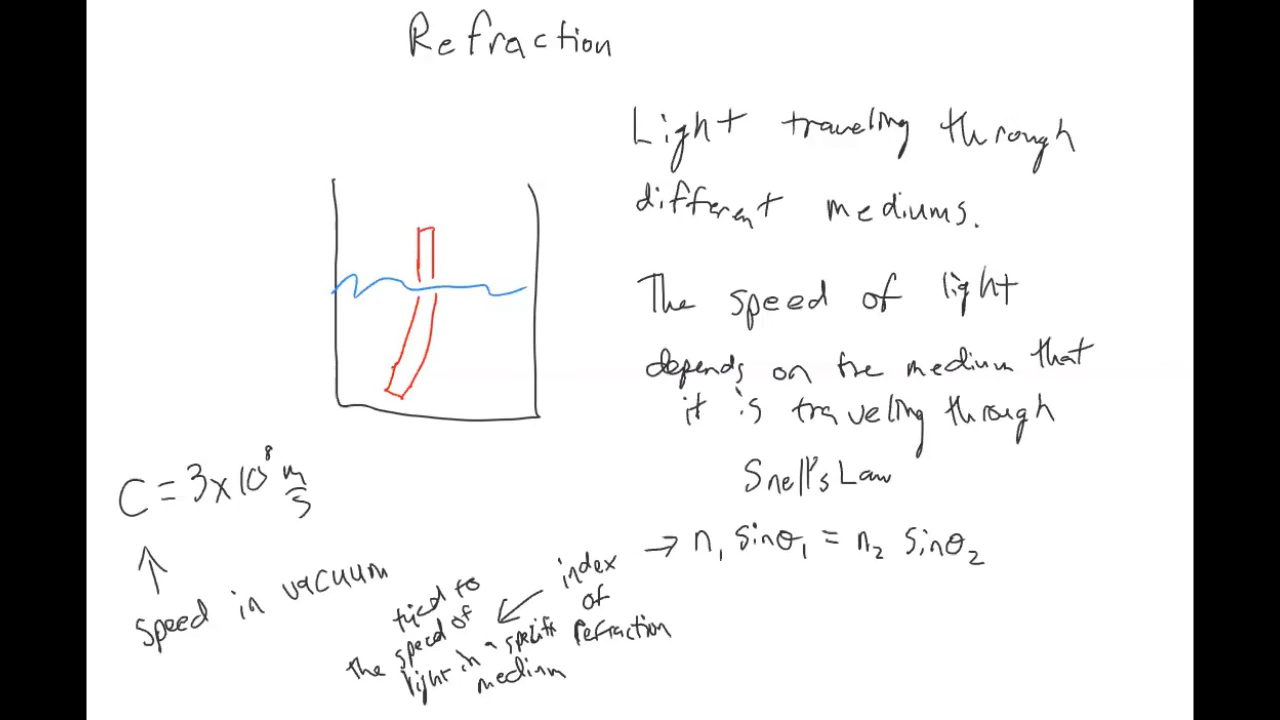 Refraction
Light traveling through
different mediums.
The speed of light
depends on the medium that
it is traveling through
Snell's Law
C = 3x10⁸ m/s
→ n₁ sinθ₁ = n₂ sinθ₂
↑
speed in vacuum
index
of
refraction
tied to
the speed of
light in a specific
medium